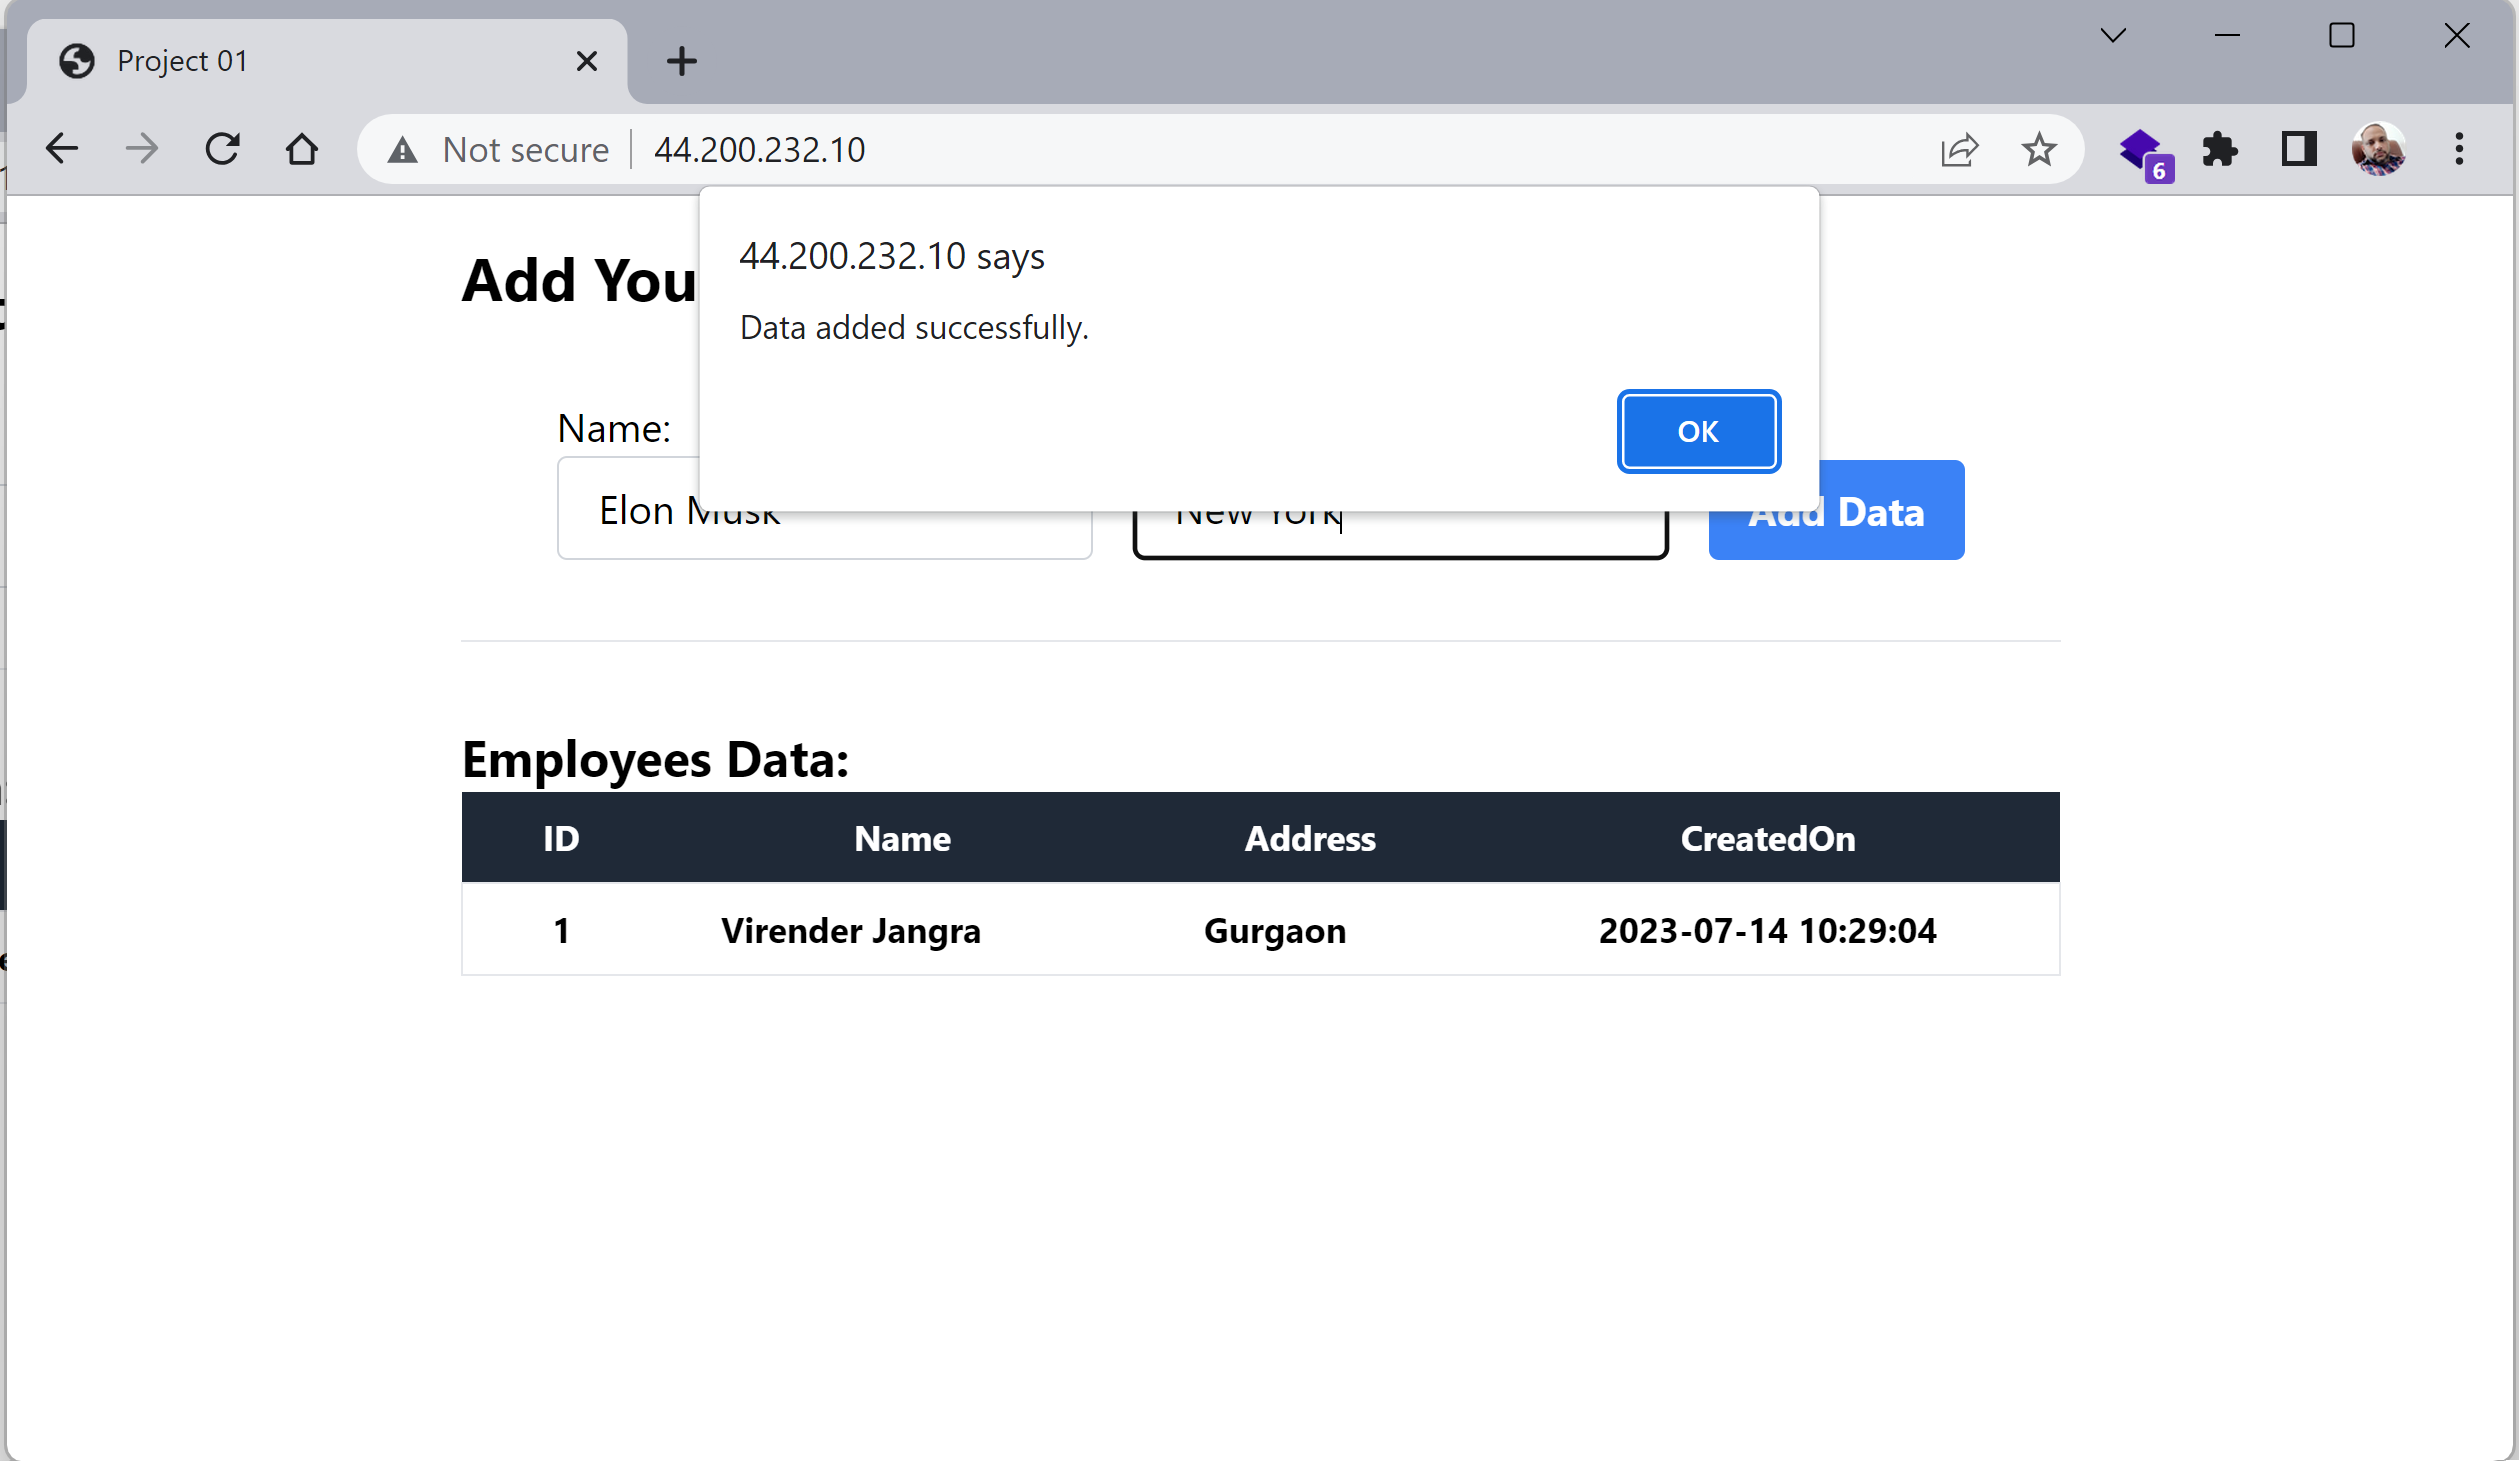 Project 01
Not secure 44.200.232.10
6
44.200.232.10 says
Data added successfully.
OK
Add You
Name:
Elon Musk New York Add Data
Employees Data:
ID Name Address CreatedOn
1 Virender Jangra Gurgaon 2023-07-14 10:29:04